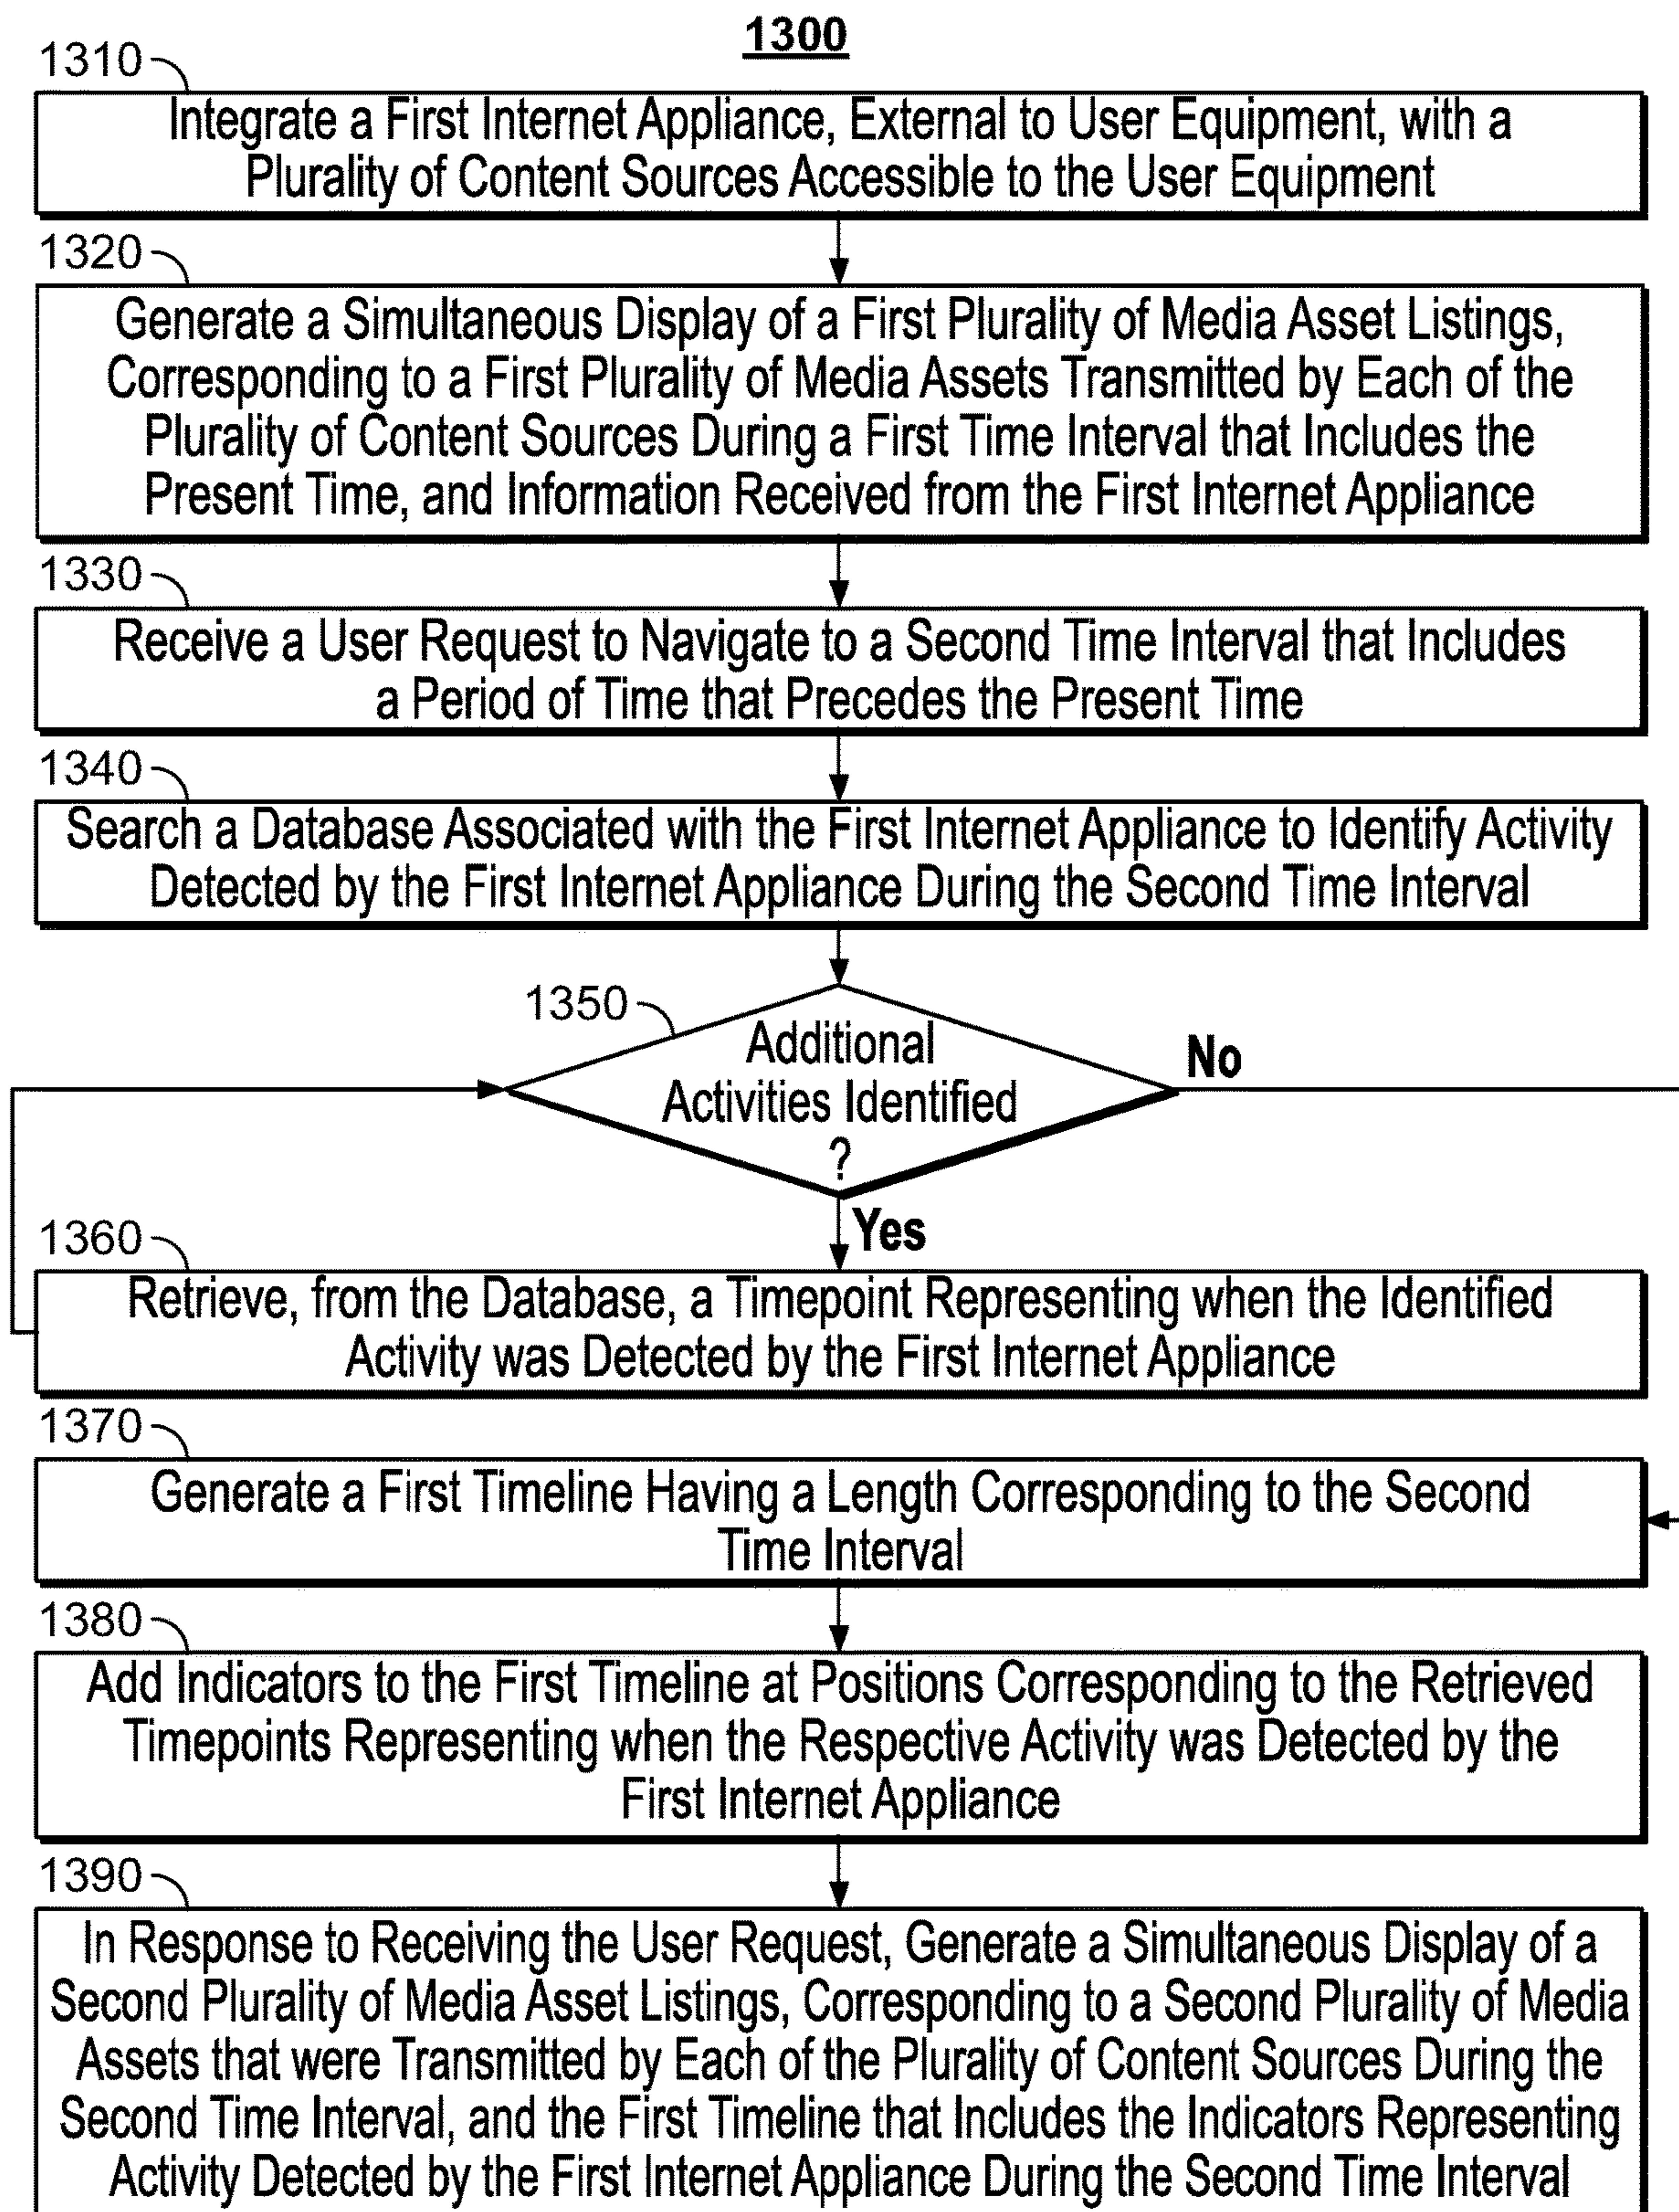 1300
1310
Integrate a First Internet Appliance, External to User Equipment, with a
Plurality of Content Sources Accessible to the User Equipment
1320
Generate a Simultaneous Display of a First Plurality of Media Asset Listings,
Corresponding to a First Plurality of Media Assets Transmitted by Each of the
Plurality of Content Sources During a First Time Interval that Includes the
Present Time, and Information Received from the First Internet Appliance
1330
Receive a User Request to Navigate to a Second Time Interval that Includes
a Period of Time that Precedes the Present Time
1340
Search a Database Associated with the First Internet Appliance to Identify Activity
Detected by the First Internet Appliance During the Second Time Interval
1350
Additional
Activities Identified
?
No
Yes
1360
Retrieve, from the Database, a Timepoint Representing when the Identified
Activity was Detected by the First Internet Appliance
1370
Generate a First Timeline Having a Length Corresponding to the Second
Time Interval
1380
Add Indicators to the First Timeline at Positions Corresponding to the Retrieved
Timepoints Representing when the Respective Activity was Detected by the
First Internet Appliance
1390
In Response to Receiving the User Request, Generate a Simultaneous Display of a
Second Plurality of Media Asset Listings, Corresponding to a Second Plurality of Media
Assets that were Transmitted by Each of the Plurality of Content Sources During the
Second Time Interval, and the First Timeline that Includes the Indicators Representing
Activity Detected by the First Internet Appliance During the Second Time Interval